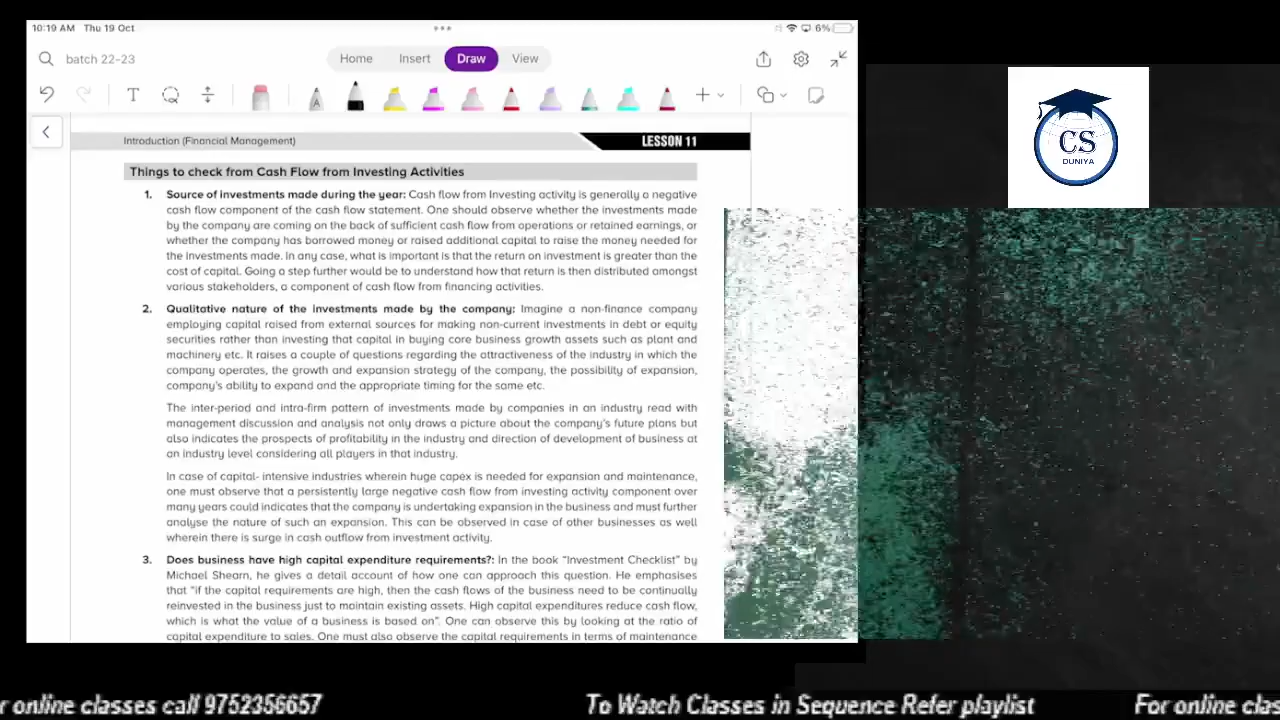 10:19 AM Thu 19 Oct
6%
batch 22-23
Home Insert Draw View
T
A
Introduction (Financial Management)
LESSON 11
Things to check from Cash Flow from Investing Activities
1. Source of investments made during the year: Cash flow from Investing activity is generally a negative
cash flow component of the cash flow statement. One should observe whether the investments made
by the company are coming on the back of sufficient cash flow from operations or retained earnings, or
whether the company has borrowed money or raised additional capital to raise the money needed for
the investments made. In any case, what is important is that the return on investment is greater than the
cost of capital. Going a step further would be to understand how that return is then distributed amongst
various stakeholders, a component of cash flow from financing activities.
2. Qualitative nature of the investments made by the company: Imagine a non-finance company
employing capital raised from external sources for making non-current investments in debt or equity
securities rather than investing that capital in buying core business growth assets such as plant and
machinery etc. It raises a couple of questions regarding the attractiveness of the industry in which the
company operates, the growth and expansion strategy of the company, the possibility of expansion,
company's ability to expand and the appropriate timing for the same etc.
The inter-period and intra-firm pattern of investments made by companies in an industry read with
management discussion and analysis not only draws a picture about the company's future plans but
also indicates the prospects of profitability in the industry and direction of development of business at
an industry level considering all players in that industry.
In case of capital- intensive industries wherein huge capex is needed for expansion and maintenance,
one must observe that a persistently large negative cash flow from investing activity component over
many years could indicates that the company is undertaking expansion in the business and must further
analyse the nature of such an expansion. This can be observed in case of other businesses as well
wherein there is surge in cash outflow from investment activity.
3. Does business have high capital expenditure requirements?: In the book "Investment Checklist" by
Michael Shearn, he gives a detail account of how one can approach this question. He emphasises
that "if the capital requirements are high, then the cash flows of the business need to be continually
reinvested in the business just to maintain existing assets. High capital expenditures reduce cash flow,
which is what the value of a business is based on". One can observe this by looking at the ratio of
capital expenditure to sales. One must also observe the capital requirements in terms of maintenance
CS
DUNIYA
r online classes call 9752356657 To Watch Classes in Sequence Refer playlist For online clas